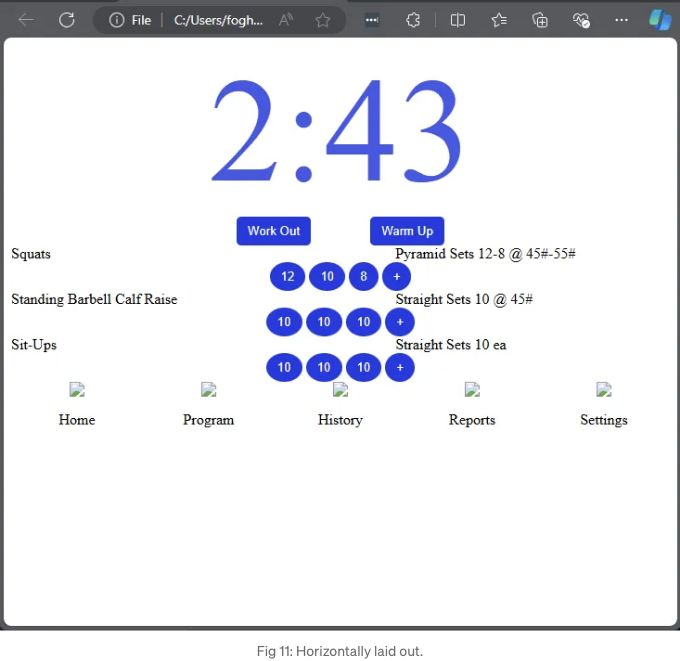 File C:/Users/fogh...
2:43
Work Out Warm Up
Squats Pyramid Sets 12-8 @ 45#-55#
12 10 8 +
Standing Barbell Calf Raise Straight Sets 10 @ 45#
10 10 10 +
Sit-Ups Straight Sets 10 ea
10 10 10 +
Home Program History Reports Settings
Fig 11: Horizontally laid out.